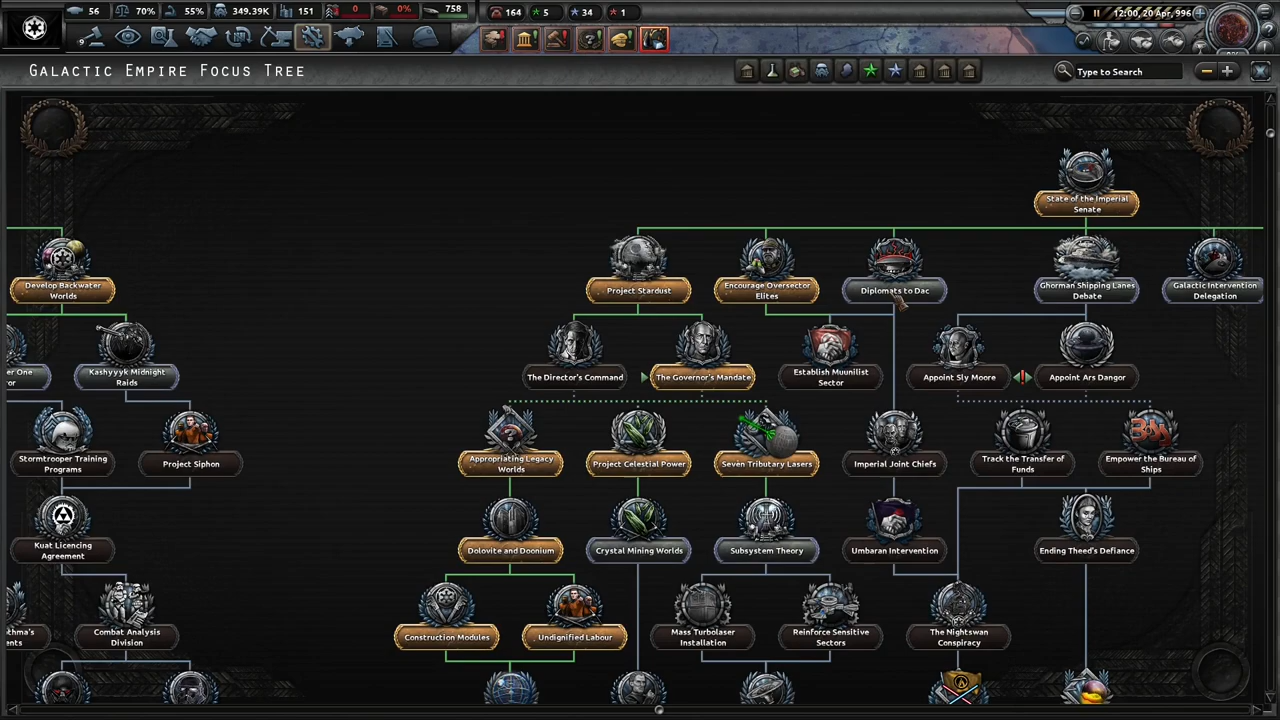 56
70%
55%
349.39K
151
0
0%
758
164
5
34
1
12:00, 20 Apr, 996
9
Galactic Empire Focus Tree
Type to Search
State of the Imperial
Senate
Develop Backwater
Worlds
Project Stardust
Encourage Oversector
Elites
Diplomats to Dac
Ghorman Shipping Lanes
Debate
Galactic Intervention
Delegation
Kashyyyk Midnight
Raids
The Director's Command
The Governor's Mandate
Establish Muunilist
Sector
Appoint Sly Moore
Appoint Ars Dangor
Stormtrooper Training
Programs
Project Siphon
Appropriating Legacy
Worlds
Project Celestial Power
Seven Tributary Lasers
Imperial Joint Chiefs
Track the Transfer of
Funds
Empower the Bureau of
Ships
Kuat Licencing
Agreement
Dolovite and Doonium
Crystal Mining Worlds
Subsystem Theory
Umbaran Intervention
Ending Theed's Defiance
Combat Analysis
Division
Construction Modules
Undignified Labour
Mass Turbolaser
Installation
Reinforce Sensitive
Sectors
The Nightswan
Conspiracy